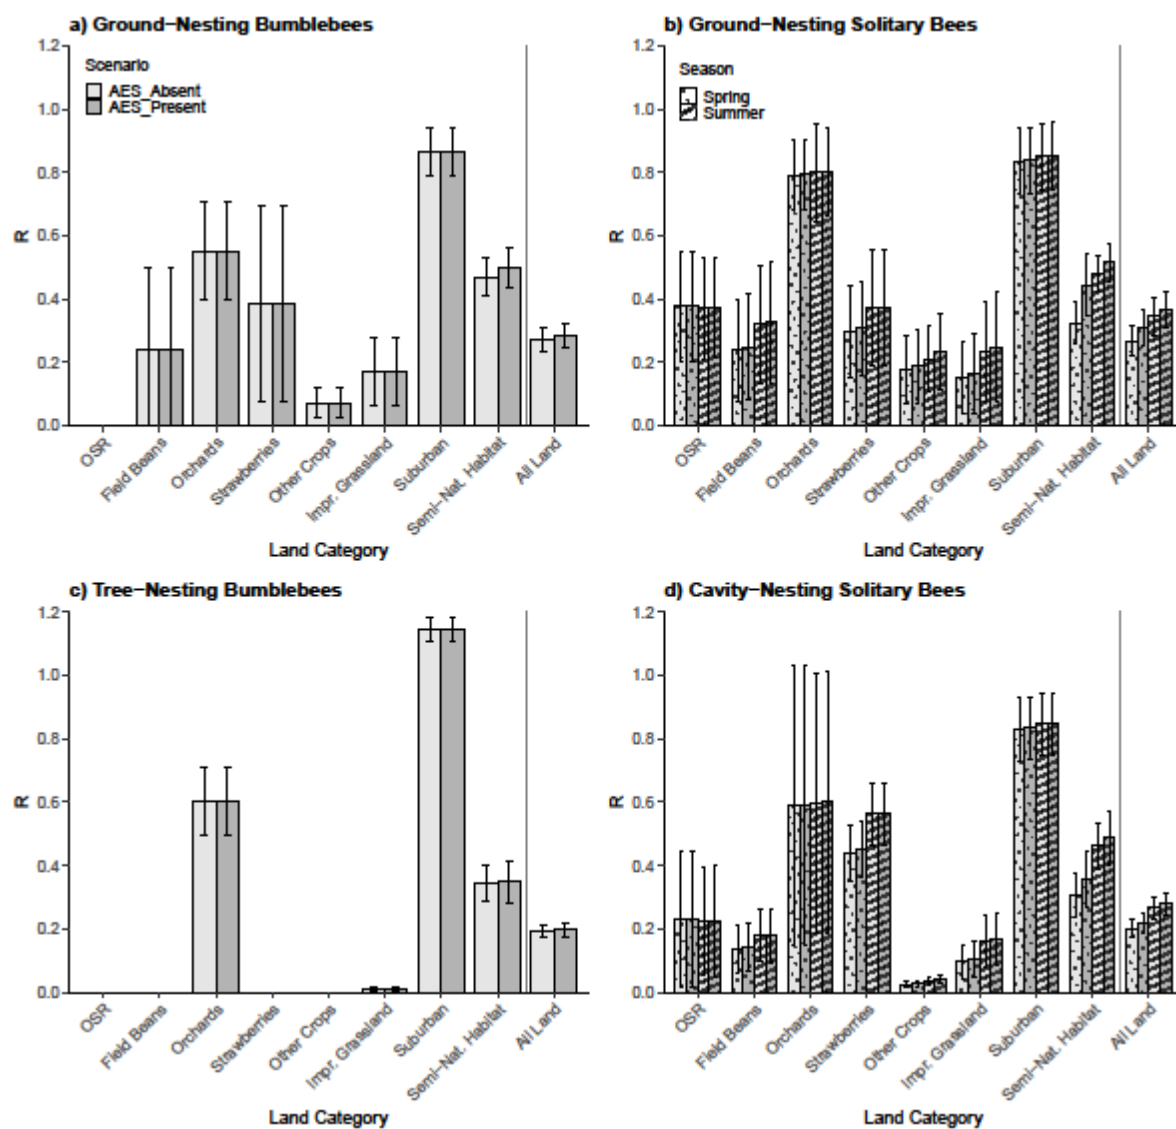 a) Ground-Nesting Bumblebees
1.2
1.0
0.8
0.6
0.4
0.2
0.0
R
Scenario
AES_Absent
AES_Present
OSR
Field Beans
Orchards
Strawberries
Other Crops
Impr. Grassland
Suburban
Semi-Nat. Habitat
All Land
Land Category
b) Ground-Nesting Solitary Bees
1.2
1.0
0.8
0.6
0.4
0.2
0.0
R
Season
Spring
Summer
OSR
Field Beans
Orchards
Strawberries
Other Crops
Impr. Grassland
Suburban
Semi-Nat. Habitat
All Land
Land Category
c) Tree-Nesting Bumblebees
1.2
1.0
0.8
0.6
0.4
0.2
0.0
R
OSR
Field Beans
Orchards
Strawberries
Other Crops
Impr. Grassland
Suburban
Semi-Nat. Habitat
All Land
Land Category
d) Cavity-Nesting Solitary Bees
1.2
1.0
0.8
0.6
0.4
0.2
0.0
R
OSR
Field Beans
Orchards
Strawberries
Other Crops
Impr. Grassland
Suburban
Semi-Nat. Habitat
All Land
Land Category